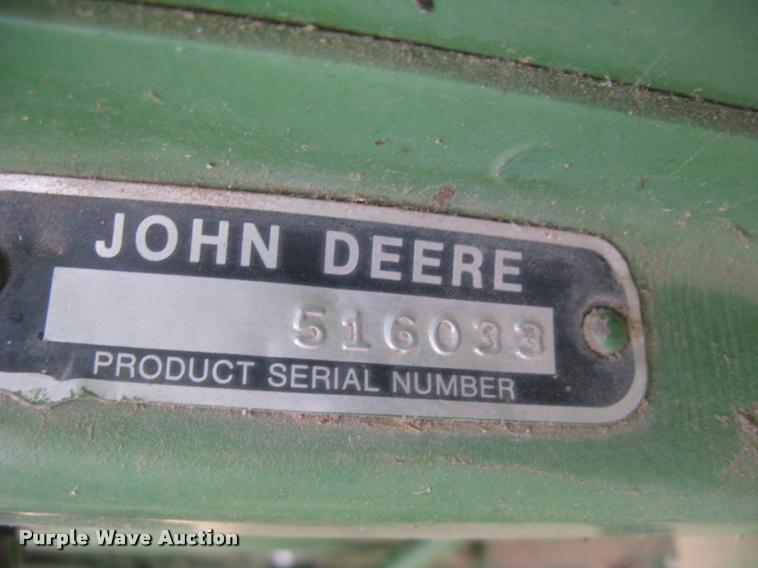 JOHN DEERE
516033
PRODUCT SERIAL NUMBER
Purple Wave Auction